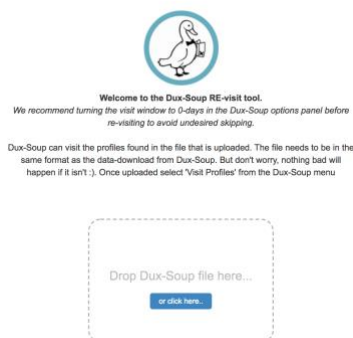 Welcome to the Dux-Soup RE-visit tool.
We recommend turning the visit window to 0-days in the Dux-Soup options panel before
re-visiting to avoid undesired skipping.
Dux-Soup can visit the profiles found in the file that is uploaded. The file needs to be in the
same format as the data-download from Dux-Soup. But don't worry, nothing bad will
happen if it isn't :). Once uploaded select 'Visit Profiles' from the Dux-Soup menu
Drop Dux-Soup file here...
or click here..